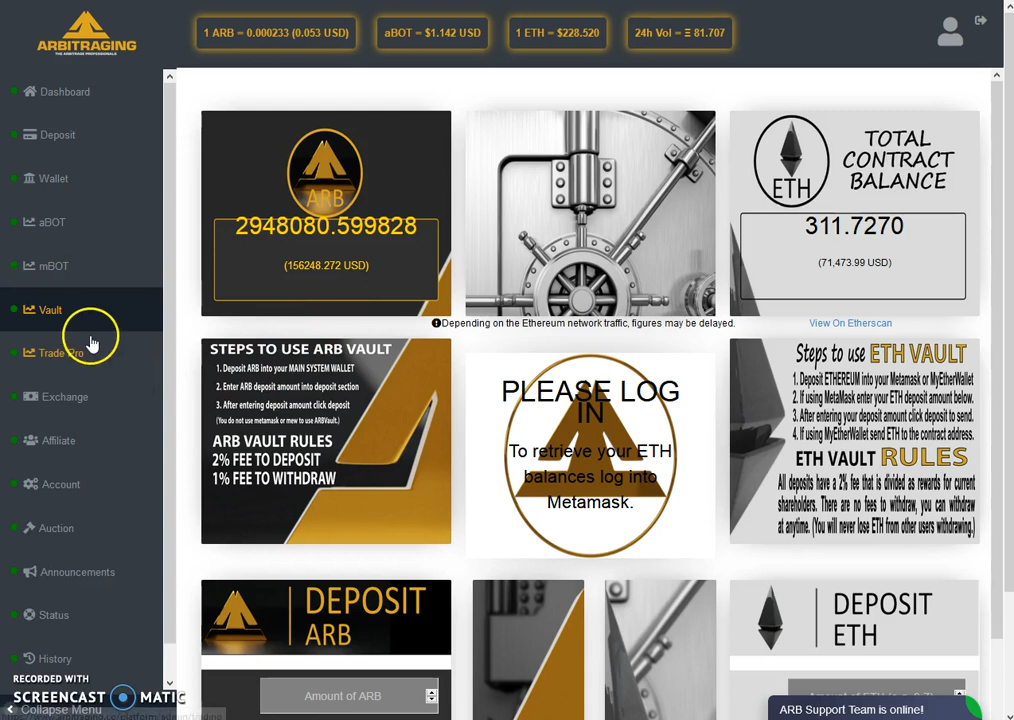 ARBITRAGING
THE ARBITRAGE PROFESSIONALS
1 ARB = 0.000233 (0.053 USD)
aBOT = $1.142 USD
1 ETH = $228.520
24h Vol = Ξ 81.707
Dashboard
Deposit
Wallet
aBOT
mBOT
Vault
Trade Pro
Exchange
Affiliate
Account
Auction
Announcements
Status
History
RECORDED WITH
SCREENCAST MATIC
Collapse Menu
ARB
2948080.599828
(156248.272 USD)
ETH
TOTAL
CONTRACT
BALANCE
311.7270
(71,473.99 USD)
Depending on the Ethereum network traffic, figures may be delayed.
View On Etherscan
STEPS TO USE ARB VAULT
1. Deposit ARB into your MAIN SYSTEM WALLET
2. Enter ARB deposit amount into deposit section
3. After entering deposit amount click deposit
(You do not use metamask or mew to use ARBVault.)
ARB VAULT RULES
2% FEE TO DEPOSIT
1% FEE TO WITHDRAW
PLEASE LOG
IN
To retrieve your ETH
balances log into
Metamask.
Steps to use ETH VAULT
1. Deposit ETHEREUM into your Metamask or MyEtherWallet
2. If using MetaMask enter your ETH deposit amount below.
3. After entering your deposit amount click deposit to send.
4. If using MyEtherWallet send ETH to the contract address.
ETH VAULT RULES
All deposits have a 2% fee that is divided as rewards for current
shareholders. There are no fees to withdraw, you can withdraw
at anytime. (You will never lose ETH from other users withdrawing.)
DEPOSIT
ARB
DEPOSIT
ETH
Amount of ARB
ARB Support Team is online!